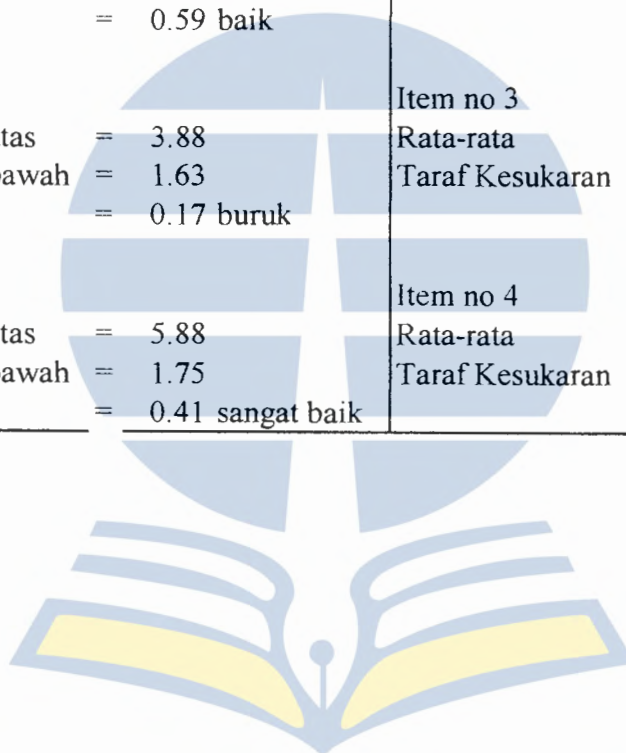 = 0.59 baik
Item no 3
tas = 3.88 Rata-rata
bawah = 1.63 Taraf Kesukaran
= 0.17 buruk
Item no 4
tas = 5.88 Rata-rata
bawah = 1.75 Taraf Kesukaran
= 0.41 sangat baik